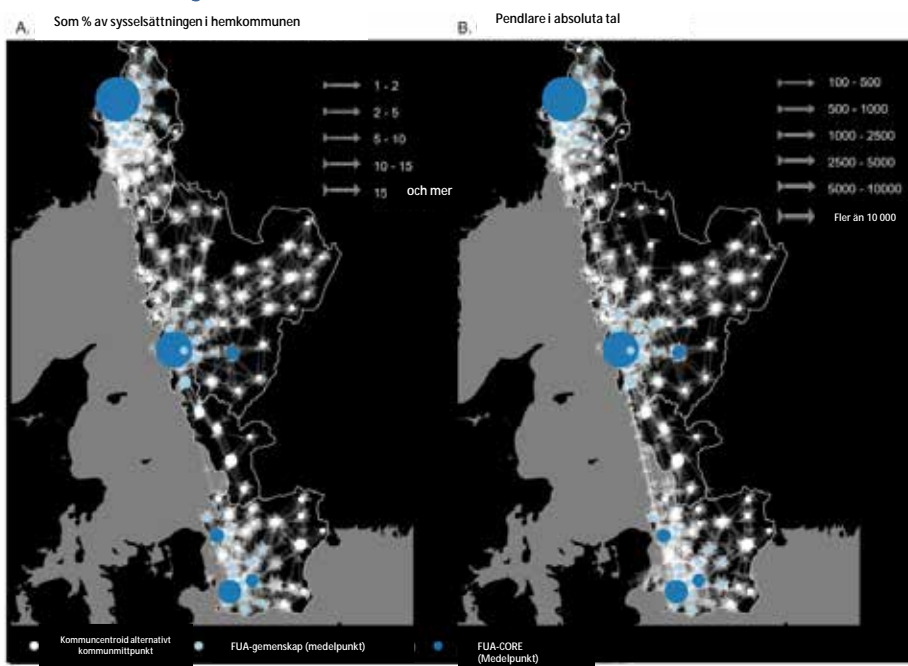 A.
Som % av sysselsättningen i hemkommunen
1 - 2
2 - 5
5 - 10
10 - 15
15 och mer
B.
Pendlare i absoluta tal
100 - 500
500 - 1000
1000 - 2500
2500 - 5000
5000 - 10000
Fler än 10 000
Kommuncentroid alternativt
kommunmittpunkt
FUA-gemenskap (medelpunkt)
FUA-CORE
(Medelpunkt)